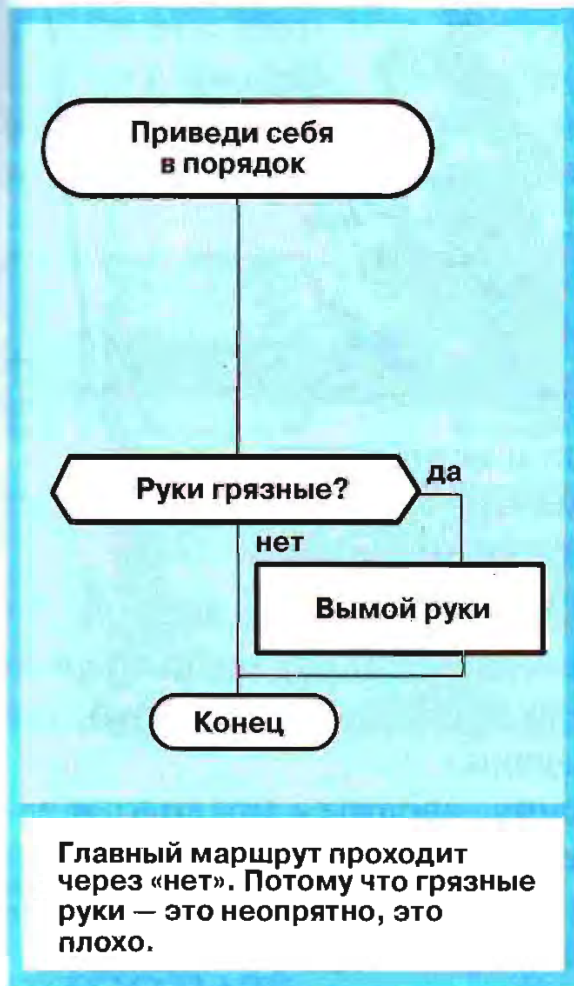 Приведи себя
в порядок
Руки грязные?
да
нет
Вымой руки
Конец
Главный маршрут проходит
через «нет». Потому что грязные
руки — это неопрятно, это
плохо.